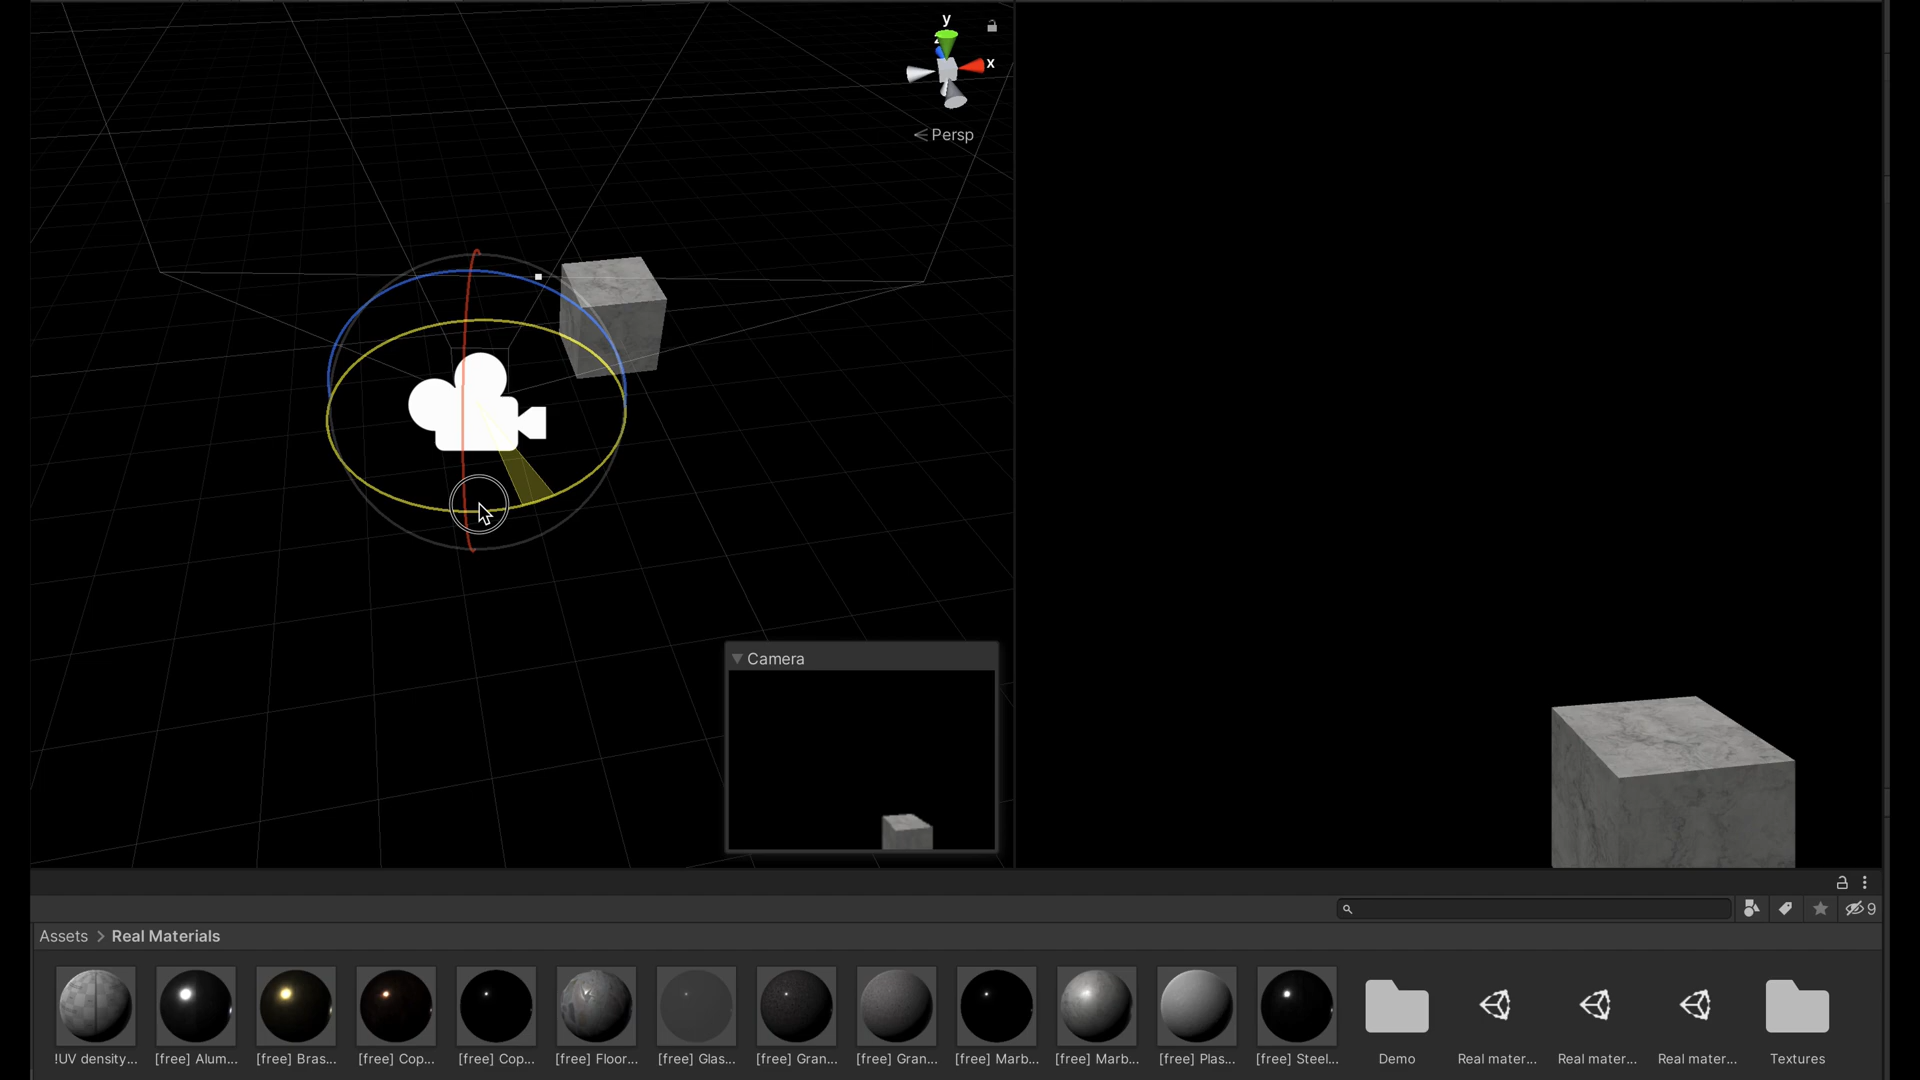 y
x
< Persp
Camera
9
Assets > Real Materials
!UV density...
[free] Alum...
[free] Bras...
[free] Cop...
[free] Cop...
[free] Floor...
[free] Glas...
[free] Gran...
[free] Gran...
[free] Marb...
[free] Marb...
[free] Plas...
[free] Steel...
Demo
Real mater...
Real mater...
Real mater...
Textures